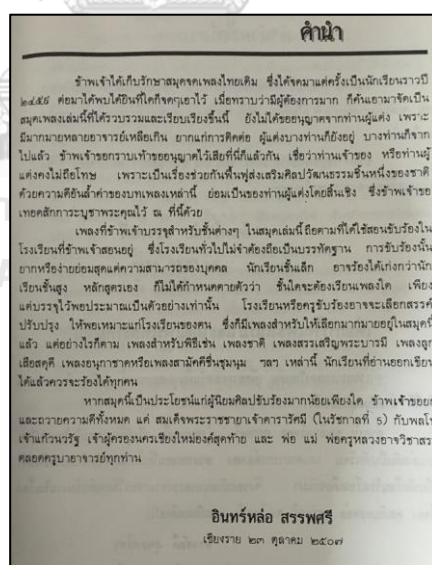 คำนำ
ข้าพเจ้าได้เก็บรักษาสมุดจดเพลงไทยเดิม ซึ่งได้จดมาแต่ครั้งเป็นนักเรียนราวปี
๒๔๕๙ ต่อมาได้พบได้ยินที่ใดก็จดๆเอาไว้ เมื่อทราบว่ามีผู้ต้องการมาก ก็ค้นเอามาจัดเป็น
สมุดเพลงเล่มนี้ที่ได้รวบรวมและเรียบเรียงขึ้นนี้ ยังไม่ได้ขออนุญาตจากท่านผู้แต่ง เพราะ
มีมากมายหลายอาจารย์เหลือเกิน ยากแก่การติดต่อ ผู้แต่งบางท่านก็ยังอยู่ บางท่านก็จาก
ไปแล้ว ข้าพเจ้าขอกราบเท้าขออนุญาตไว้เสียที่นี่ก็แล้วกัน เชื่อว่าท่านเจ้าของ หรือท่านผู้
แต่งคงไม่ถือโทษ เพราะเป็นเรื่องช่วยกันฟื้นฟูส่งเสริมศิลปวัฒนธรรมชิ้นหนึ่งของชาติ
ด้วยความดีอันล้ำค่าของบทเพลงเหล่านี้ ย่อมเป็นของท่านผู้แต่งโดยสิ้นเชิง ซึ่งข้าพเจ้าขอ
เทอดสักการะบูชาพระคุณไว้ ณ ที่นี้ด้วย
เพลงที่ข้าพเจ้าบรรจุสำหรับชั้นต่างๆ ในสมุดเล่มนี้ ถือตามที่ได้ใช้สอนขับร้องใน
โรงเรียนที่ข้าพเจ้าสอนอยู่ ซึ่งโรงเรียนทั่วไปไม่จำต้องถือเป็นบรรทัดฐาน การขับร้องนั้น
ยากหรือง่ายย่อมสุดแต่ความสามารถของบุคคล นักเรียนชั้นเล็ก อาจร้องได้เก่งกว่านัก
เรียนชั้นสูง หลักสูตรเอง ก็ไม่ได้กำหนดตายตัวว่า ชั้นใดจะต้องเรียนเพลงใด เพียง
แต่บรรจุไว้พอประมาณเป็นตัวอย่างเท่านั้น โรงเรียนหรือครูขับร้องอาจจะเลือกสรรค์
ปรับปรุง ให้พอเหมาะแก่โรงเรียนของตน ซึ่งก็มีเพลงสำหรับให้เลือกมากมายอยู่ในสมุดนี้
แล้ว แต่อย่างไรก็ตาม เพลงสำหรับพิธีเช่น เพลงชาติ เพลงสรรเสริญพระบารมี เพลงลูก
เสือสดุดี เพลงอนุกาชาดหรือเพลงสามัคคีชื่นชุมนุม ฯลฯ เหล่านี้ นักเรียนที่อ่านออกเขียน
ได้แล้วควรจะร้องได้ทุกคน
หากสมุดนี้เป็นประโยชน์แก่ผู้นิยมศิลปขับร้องมากน้อยเพียงใด ข้าพเจ้าขอยก
และถวายความดีทั้งหมด แด่ สมเด็จพระราชชายาเจ้าดารารัศมี (ในรัชกาลที่ 5) กับพลโท
เจ้าแก้วนวรัฐ เจ้าผู้ครองนครเชียงใหม่องค์สุดท้าย และ พ่อ แม่ พ่อครูหลวงอาจวิชาสร
ตลอดครูบาอาจารย์ทุกท่าน
อินทร์หล่อ สรรพศรี
เชียงราย ๒๓ ตุลาคม ๒๕๐๗